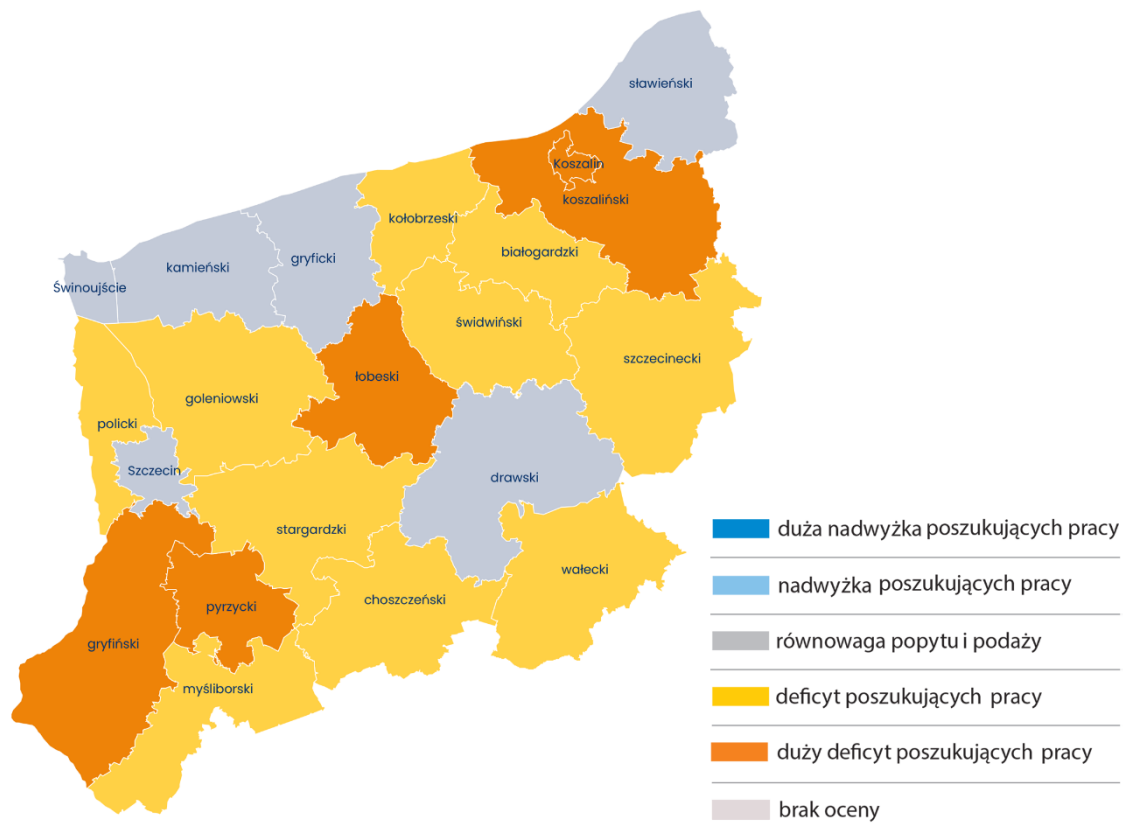 sławieński
Koszalin
koszaliński
kołobrzeski
białogardzki
gryficki
kamieński
Świnoujście
świdwiński
szczecinecki
łobeski
goleniowski
policki
Szczecin
drawski
stargardzki
wałecki
choszczeński
pyrzycki
gryfiński
myśliborski
duża nadwyżka poszukujących pracy
nadwyżka poszukujących pracy
równowaga popytu i podaży
deficyt poszukujących pracy
duży deficyt poszukujących pracy
brak oceny